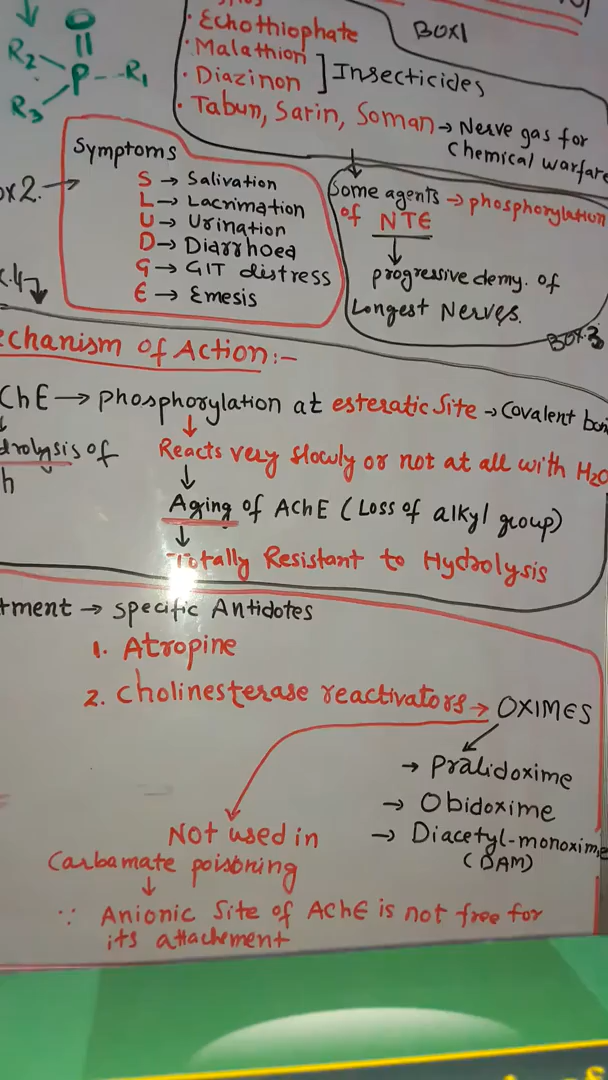 Echothiophate
BOX1
• Malathion
• Diazinon ] Insecticides
• Tabun, Sarin, Soman → Nerve gas for
chemical warfare
O
R2 P R1
R3
Symptoms
S → Salivation
L → Lacrimation
U → Urination
D → Diarrhoea
G → GIT distress
E → Emesis
ox2. →
Some agents → phosphorylation
of NTE
↓
progressive demy. of
Longest Nerves.
BOX.3
x.4
echanism of Action:-
ChE → phosphorylation at esteratic site → covalent bon
drolysis of
h
Reacts very slowly or not at all with H2O
↓
Aging of AChE (Loss of alkyl group)
↓
Totally Resistant to Hydrolysis
tment → specific Antidotes
1. Atropine
2. cholinesterase reactivators → OXIMES
→ Pralidoxime
→ Obidoxime
→ Diacetyl-monoxime
(DAM)
Not used in
Carbamate poisoning
↓
∵ Anionic Site of AChE is not free for
its attachement